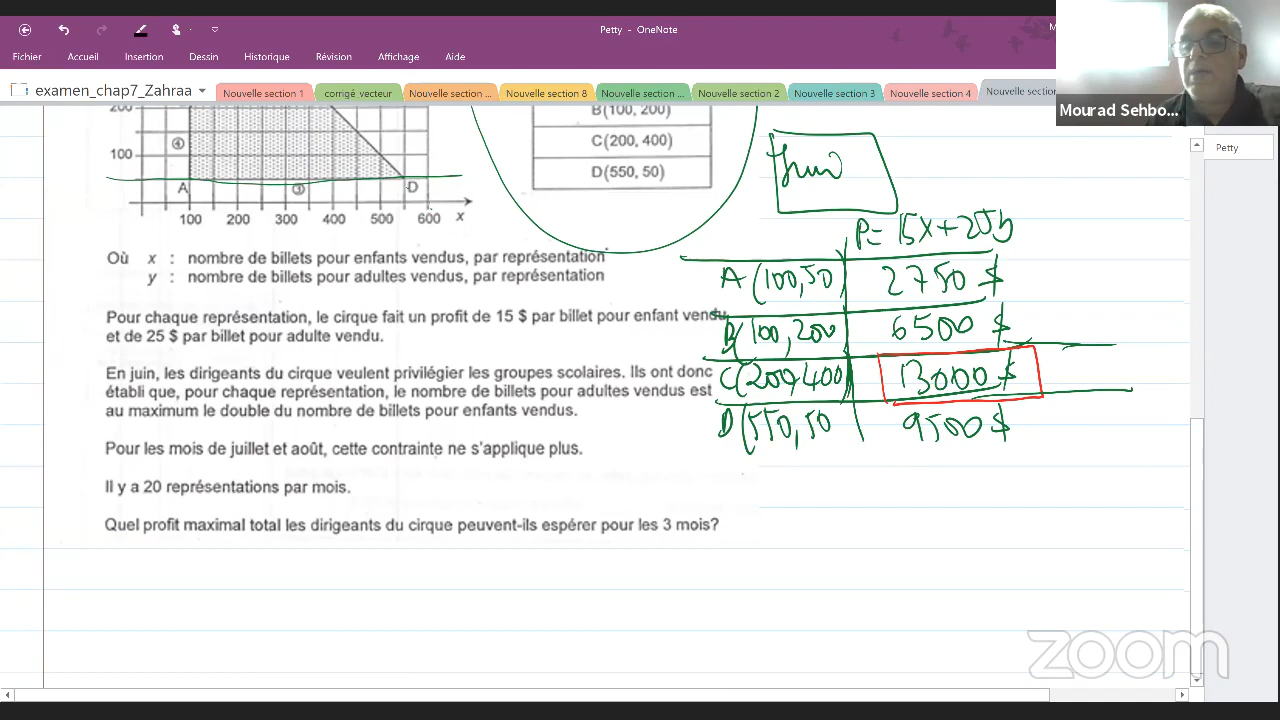 Petty - OneNote
M
Fichier Accueil Insertion Dessin Historique Révision Affichage Aide
examen_chap7_Zahraa
Nouvelle section 1 corrigé vecteur Nouvelle section ... Nouvelle section 8 Nouvelle section ... Nouvelle section 2 Nouvelle section 3 Nouvelle section 4 Nouvelle section
Mourad Sehbo...
Petty
200
100
④
A ③ D
100 200 300 400 500 600 x
B(100, 200)
C(200, 400)
D(550, 50)
Où x : nombre de billets pour enfants vendus, par représentation
y : nombre de billets pour adultes vendus, par représentation
Pour chaque représentation, le cirque fait un profit de 15 $ par billet pour enfant vendu
et de 25 $ par billet pour adulte vendu.
En juin, les dirigeants du cirque veulent privilégier les groupes scolaires. Ils ont donc
établi que, pour chaque représentation, le nombre de billets pour adultes vendus est
au maximum le double du nombre de billets pour enfants vendus.
Pour les mois de juillet et août, cette contrainte ne s'applique plus.
Il y a 20 représentations par mois.
Quel profit maximal total les dirigeants du cirque peuvent-ils espérer pour les 3 mois?
P= 15x+25y
A (100,50) 2750 $
B(100,200 6500 $
C(200,400) 13000 $
D(550,50 9500 $
zoom